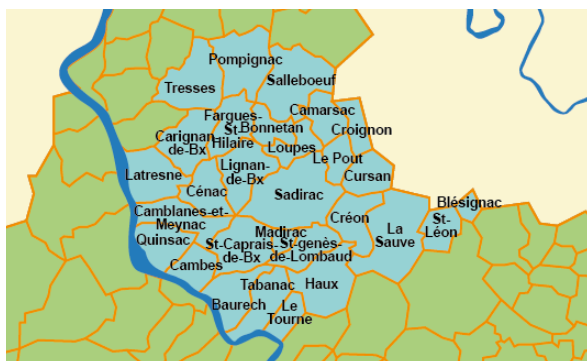 Pompignac
Salleboeuf
Tresses
Camarsac
Fargues-
St-
Hilaire
Bonnetan
Croignon
Carignan
de-Bx
Loupes
Le Pout
Lignan-
de-Bx
Latresne
Cursan
Cénac
Sadirac
Blésignac
Camblanes-et-
Meynac
Créon
La
Sauve
St-
Léon
Quinsac
Madirac
St-Caprais-
de-Bx
St-genès-
de-Lombaud
Cambes
Tabanac
Haux
Baurech
Le
Tourne